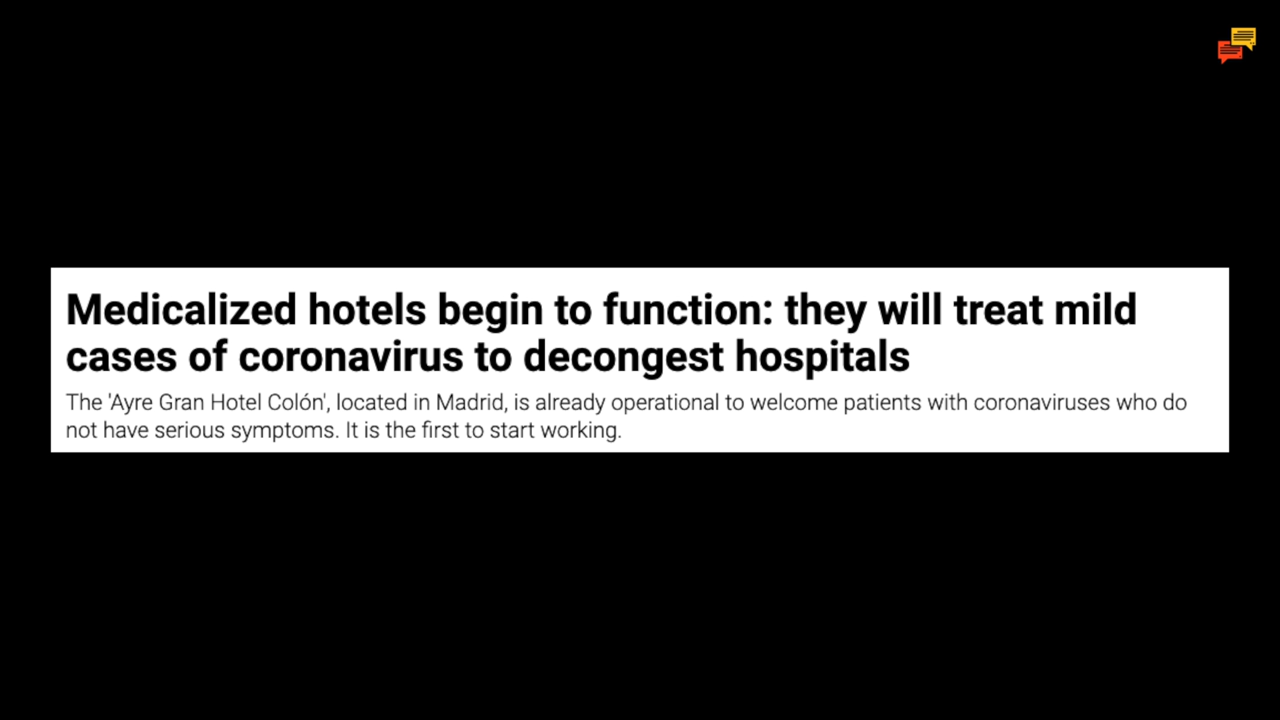 Medicalized hotels begin to function: they will treat mild
cases of coronavirus to decongest hospitals
The 'Ayre Gran Hotel Colón', located in Madrid, is already operational to welcome patients with coronaviruses who do
not have serious symptoms. It is the first to start working.